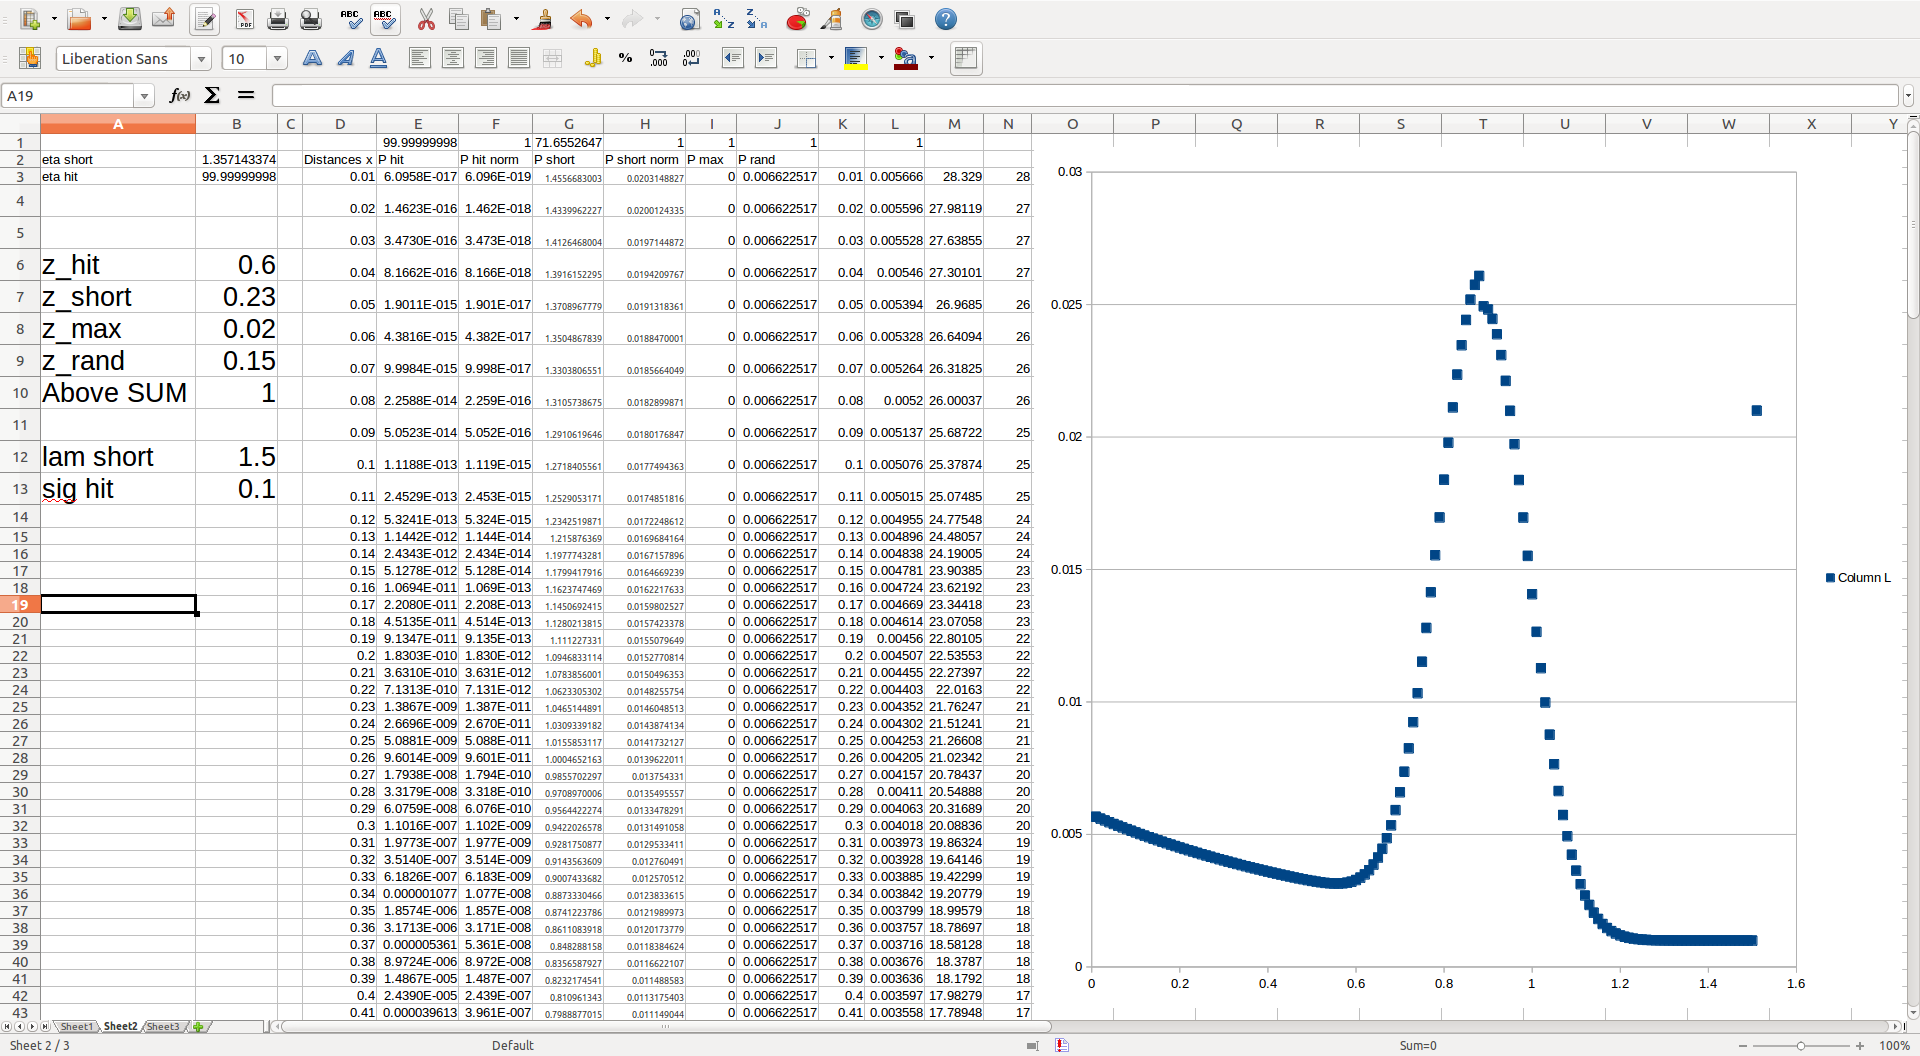 Liberation Sans 10
A19
A B C D E F G H I J K L M N O P Q R S T U V W X Y
1 99.99999998 1 71.6552647 1 1 1 1
2 eta short 1.357143374 Distances x P hit P hit norm P short P short norm P max P rand
3 eta hit 99.99999998 0.01 6.0958E-017 6.096E-019 1.4556683003 0.0203148827 0 0.006622517 0.01 0.005666 28.329 28
4 0.02 1.4623E-016 1.462E-018 1.4339962227 0.0200124335 0 0.006622517 0.02 0.005596 27.98119 27
5 0.03 3.4730E-016 3.473E-018 1.4126468004 0.0197144872 0 0.006622517 0.03 0.005528 27.63855 27
6 z_hit 0.6 0.04 8.1662E-016 8.166E-018 1.3916152295 0.0194209767 0 0.006622517 0.04 0.00546 27.30101 27
7 z_short 0.23 0.05 1.9011E-015 1.901E-017 1.3708967779 0.0191318361 0 0.006622517 0.05 0.005394 26.9685 26
8 z_max 0.02 0.06 4.3816E-015 4.382E-017 1.3504867839 0.0188470001 0 0.006622517 0.06 0.005328 26.64094 26
9 z_rand 0.15 0.07 9.9984E-015 9.998E-017 1.3303806551 0.0185664049 0 0.006622517 0.07 0.005264 26.31825 26
10 Above SUM 1 0.08 2.2588E-014 2.259E-016 1.3105738675 0.0182899871 0 0.006622517 0.08 0.0052 26.00037 26
11 0.09 5.0523E-014 5.052E-016 1.2910619646 0.0180176847 0 0.006622517 0.09 0.005137 25.68722 25
12 lam short 1.5 0.1 1.1188E-013 1.119E-015 1.2718405561 0.0177494363 0 0.006622517 0.1 0.005076 25.37874 25
13 sig hit 0.1 0.11 2.4529E-013 2.453E-015 1.2529053171 0.0174851816 0 0.006622517 0.11 0.005015 25.07485 25
14 0.12 5.3241E-013 5.324E-015 1.2342519871 0.0172248612 0 0.006622517 0.12 0.004955 24.77548 24
15 0.13 1.1442E-012 1.144E-014 1.215876369 0.0169684164 0 0.006622517 0.13 0.004896 24.48057 24
16 0.14 2.4343E-012 2.434E-014 1.1977743281 0.0167157896 0 0.006622517 0.14 0.004838 24.19005 24
17 0.15 5.1278E-012 5.128E-014 1.1799417916 0.0164669239 0 0.006622517 0.15 0.004781 23.90385 23
18 0.16 1.0694E-011 1.069E-013 1.1623747469 0.0162217633 0 0.006622517 0.16 0.004724 23.62192 23
19 0.17 2.2080E-011 2.208E-013 1.1450692415 0.0159802527 0 0.006622517 0.17 0.004669 23.34418 23
20 0.18 4.5135E-011 4.514E-013 1.1280213815 0.0157423378 0 0.006622517 0.18 0.004614 23.07058 23
21 0.19 9.1347E-011 9.135E-013 1.111227331 0.0155079649 0 0.006622517 0.19 0.00456 22.80105 22
22 0.2 1.8303E-010 1.830E-012 1.0946833114 0.0152770814 0 0.006622517 0.2 0.004507 22.53553 22
23 0.21 3.6310E-010 3.631E-012 1.0783856001 0.0150496353 0 0.006622517 0.21 0.004455 22.27397 22
24 0.22 7.1313E-010 7.131E-012 1.0623305302 0.0148255754 0 0.006622517 0.22 0.004403 22.0163 22
25 0.23 1.3867E-009 1.387E-011 1.0465144891 0.0146048513 0 0.006622517 0.23 0.004352 21.76247 21
26 0.24 2.6696E-009 2.670E-011 1.0309339182 0.0143874134 0 0.006622517 0.24 0.004302 21.51241 21
27 0.25 5.0881E-009 5.088E-011 1.0155853117 0.0141732127 0 0.006622517 0.25 0.004253 21.26608 21
28 0.26 9.6014E-009 9.601E-011 1.0004652163 0.0139622011 0 0.006622517 0.26 0.004205 21.02342 21
29 0.27 1.7938E-008 1.794E-010 0.9855702297 0.013754331 0 0.006622517 0.27 0.004157 20.78437 20
30 0.28 3.3179E-008 3.318E-010 0.9708970006 0.0135495557 0 0.006622517 0.28 0.00411 20.54888 20
31 0.29 6.0759E-008 6.076E-010 0.9564422274 0.0133478291 0 0.006622517 0.29 0.004063 20.31689 20
32 0.3 1.1016E-007 1.102E-009 0.9422026578 0.0131491058 0 0.006622517 0.3 0.004018 20.08836 20
33 0.31 1.9773E-007 1.977E-009 0.9281750877 0.0129533411 0 0.006622517 0.31 0.003973 19.86324 19
34 0.32 3.5140E-007 3.514E-009 0.9143563609 0.012760491 0 0.006622517 0.32 0.003928 19.64146 19
35 0.33 6.1826E-007 6.183E-009 0.9007433682 0.012570512 0 0.006622517 0.33 0.003885 19.42299 19
36 0.34 0.000001077 1.077E-008 0.8873330466 0.0123833615 0 0.006622517 0.34 0.003842 19.20779 19
37 0.35 1.8574E-006 1.857E-008 0.8741223786 0.0121989973 0 0.006622517 0.35 0.003799 18.99579 18
38 0.36 3.1713E-006 3.171E-008 0.8611083918 0.0120173779 0 0.006622517 0.36 0.003757 18.78697 18
39 0.37 0.000005361 5.361E-008 0.848288158 0.0118384624 0 0.006622517 0.37 0.003716 18.58128 18
40 0.38 8.9724E-006 8.972E-008 0.8356587927 0.0116622107 0 0.006622517 0.38 0.003676 18.3787 18
41 0.39 1.4867E-005 1.487E-007 0.8232174541 0.011488583 0 0.006622517 0.39 0.003636 18.1792 18
42 0.4 2.4390E-005 2.439E-007 0.810961343 0.0113175403 0 0.006622517 0.4 0.003597 17.98279 17
43 0.41 0.000039613 3.961E-007 0.7988877015 0.011149044 0 0.006622517 0.41 0.003558 17.78948 17
0.03
0.025
0.02
0.015
0.01
0.005
0
0 0.2 0.4 0.6 0.8 1 1.2 1.4 1.6
Column L
Sheet1 Sheet2 Sheet3
Sheet 2 / 3 Default Sum=0 100%